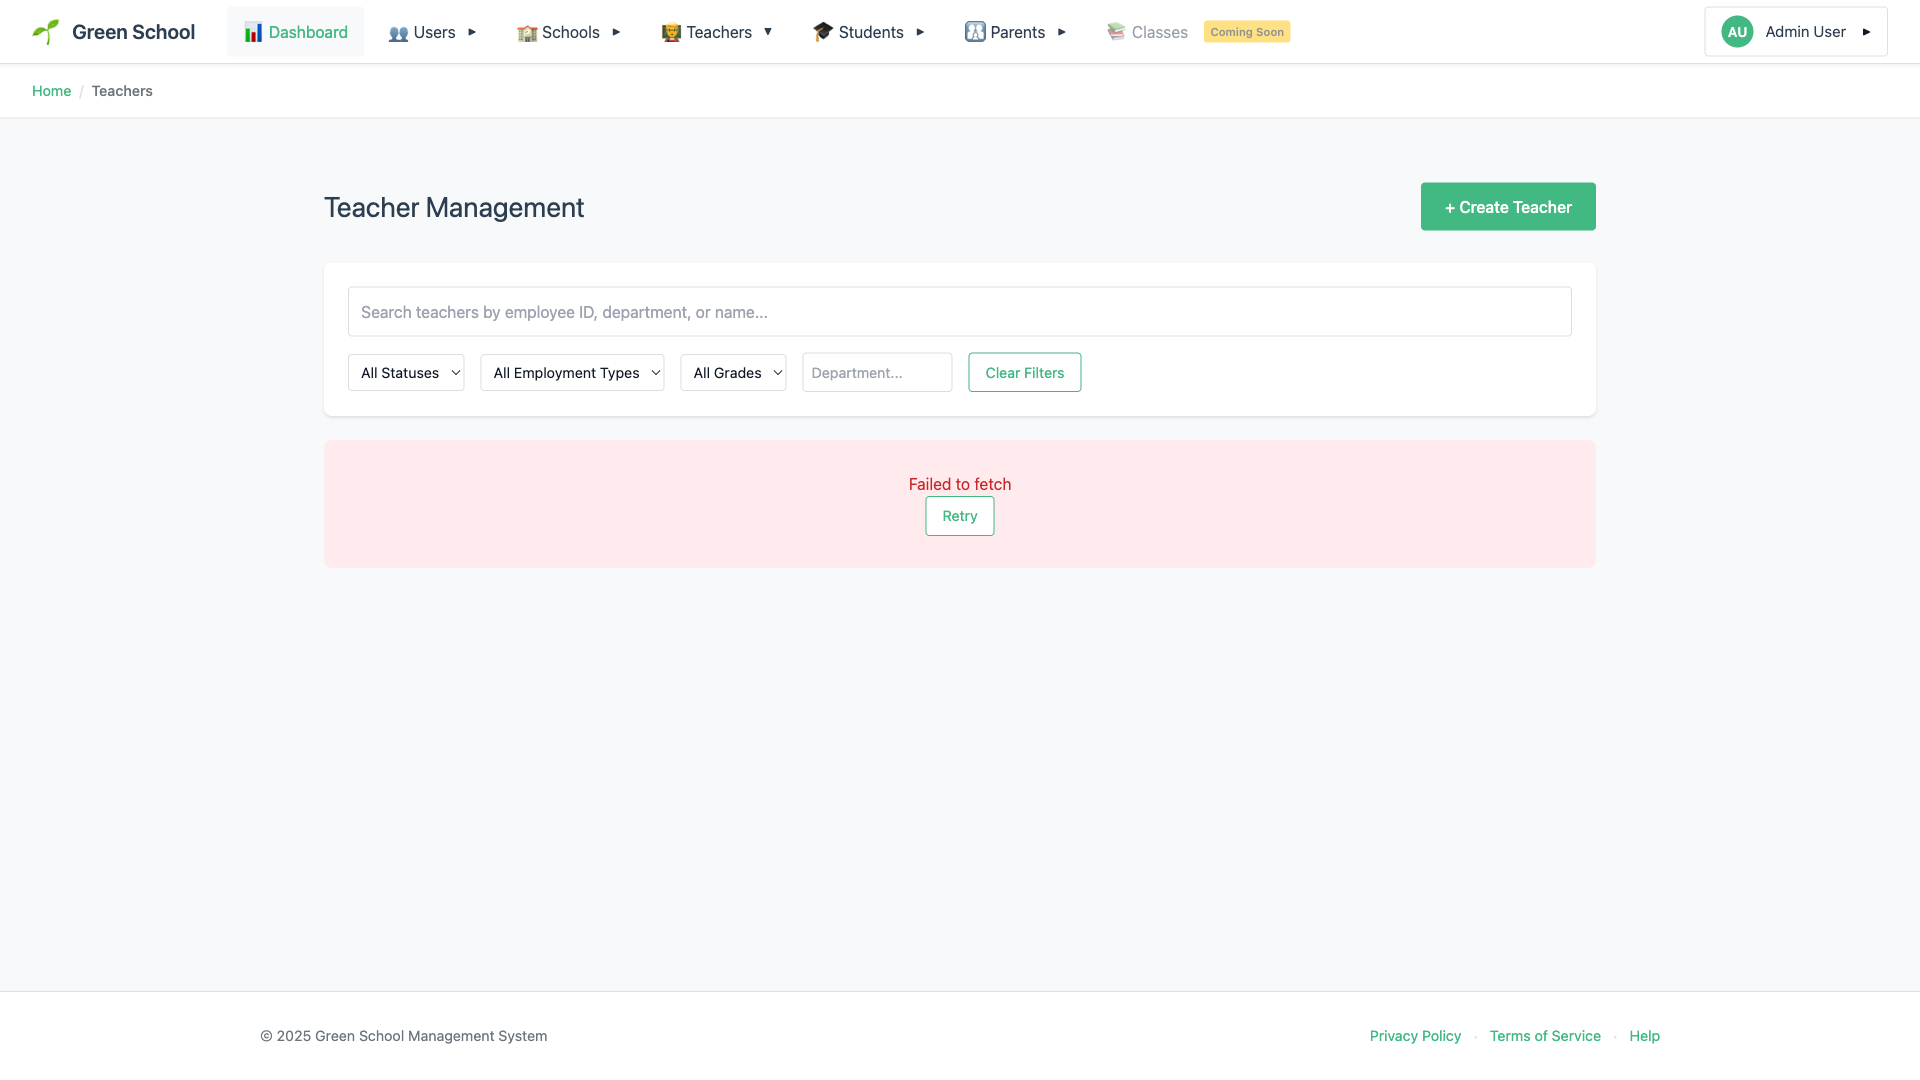 Green School
Dashboard
Users
Schools
Teachers
Students
Parents
Classes
Coming Soon
AU
Admin User
Home / Teachers
Teacher Management
+ Create Teacher
Search teachers by employee ID, department, or name...
All Statuses
All Employment Types
All Grades
Department...
Clear Filters
Failed to fetch
Retry
© 2025 Green School Management System
Privacy Policy · Terms of Service · Help